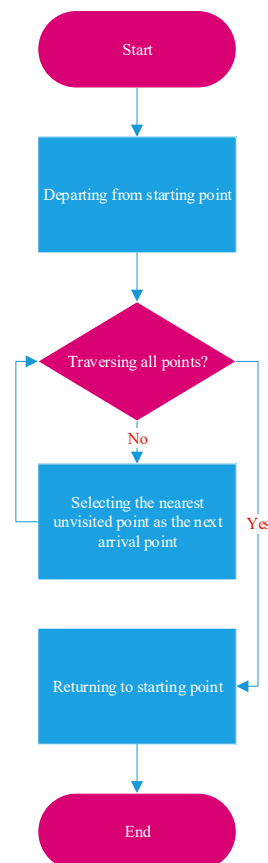 Start
Departing from starting point
Traversing all points?
No
Selecting the nearest
unvisited point as the next
arrival point
Yes
Returning to starting point
End